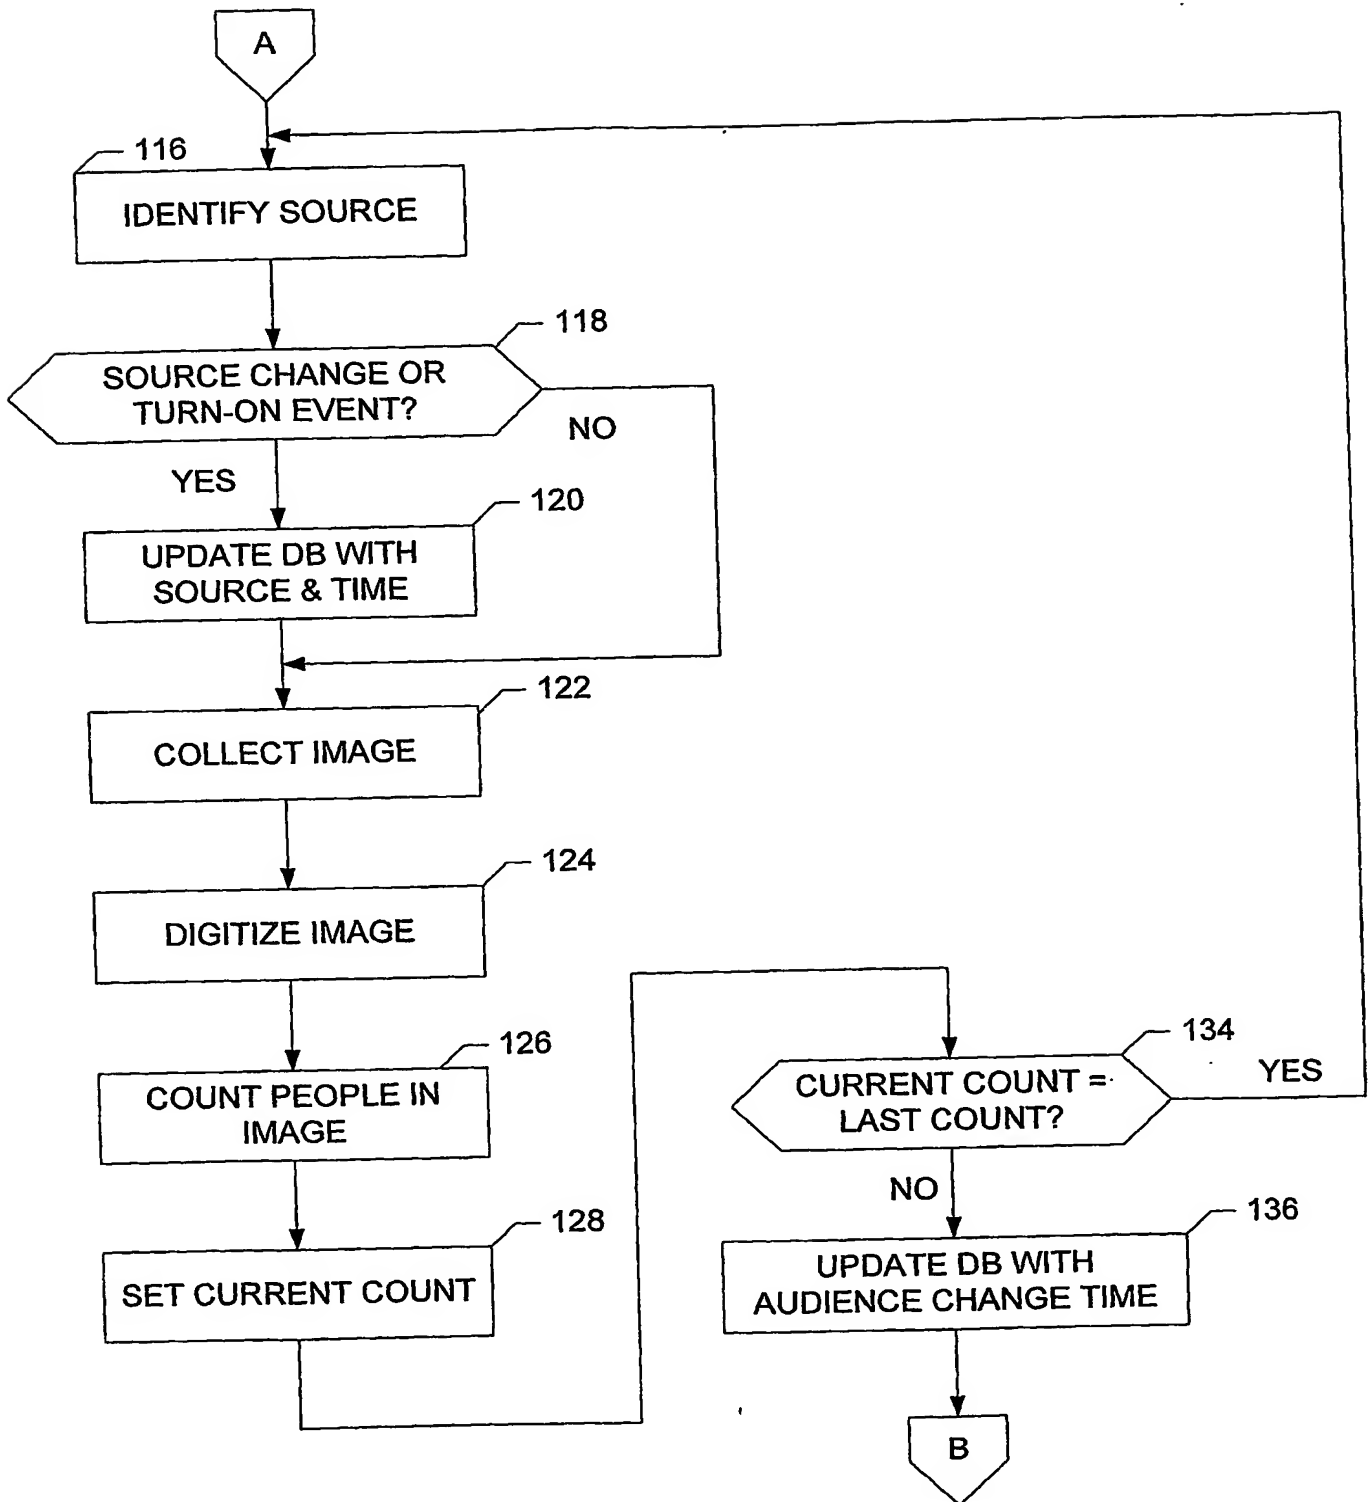 A
116
IDENTIFY SOURCE
118
SOURCE CHANGE OR
TURN-ON EVENT?
NO
YES
120
UPDATE DB WITH
SOURCE & TIME
122
COLLECT IMAGE
124
DIGITIZE IMAGE
126
COUNT PEOPLE IN
IMAGE
128
SET CURRENT COUNT
134
CURRENT COUNT =
LAST COUNT?
YES
NO
136
UPDATE DB WITH
AUDIENCE CHANGE TIME
B